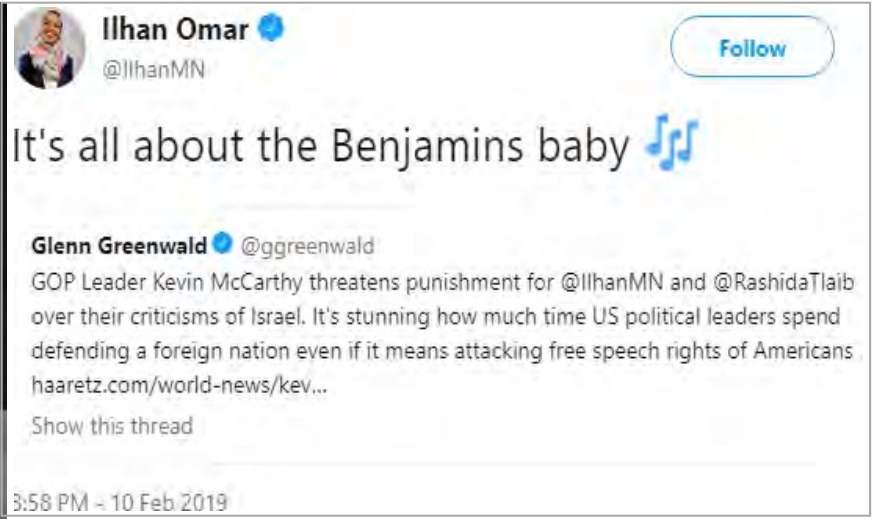 Ilhan Omar
@IlhanMN
Follow
It's all about the Benjamins baby 🎶
Glenn Greenwald @ggreenwald
GOP Leader Kevin McCarthy threatens punishment for @IlhanMN and @RashidaTlaib
over their criticisms of Israel. It's stunning how much time US political leaders spend
defending a foreign nation even if it means attacking free speech rights of Americans
haaretz.com/world-news/kev...
Show this thread
3:58 PM - 10 Feb 2019